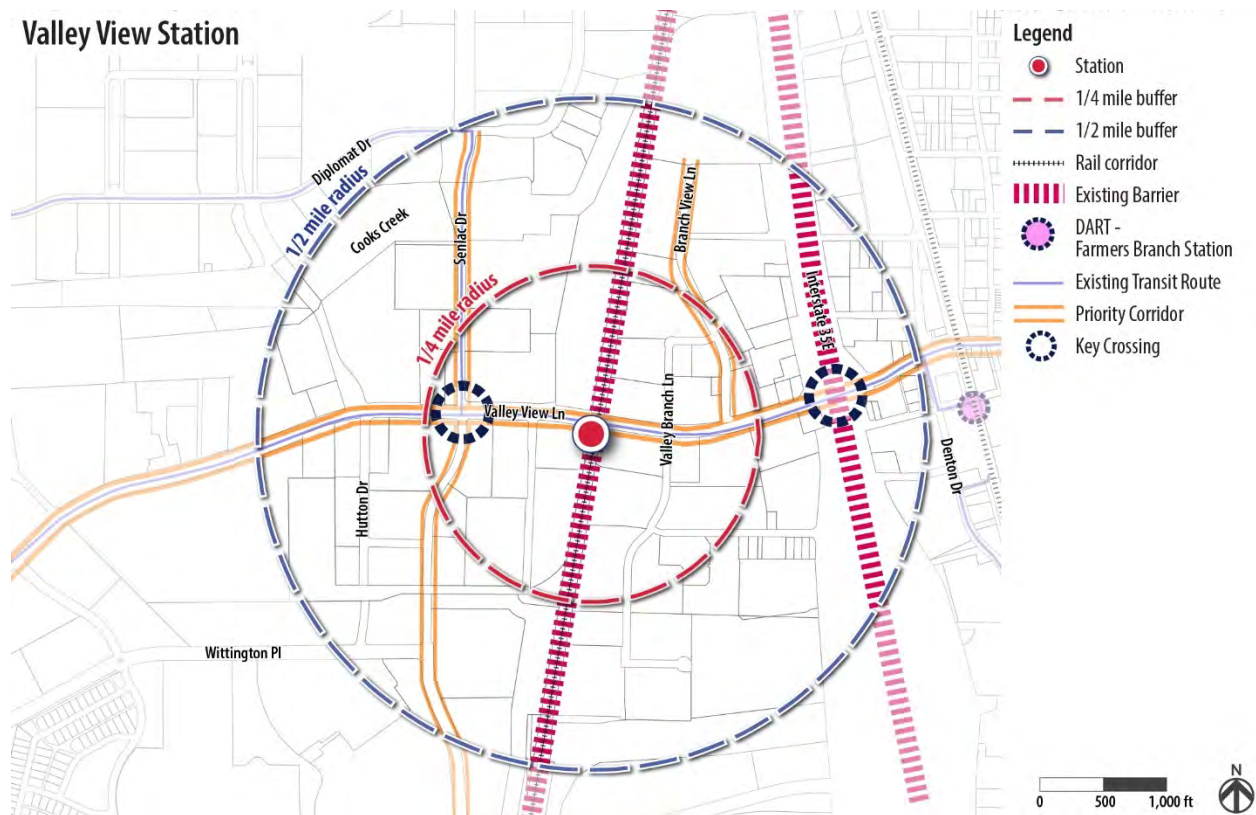 Valley View Station
Legend
Station
1/4 mile buffer
1/2 mile buffer
Rail corridor
Existing Barrier
DART -
Farmers Branch Station
Existing Transit Route
Priority Corridor
Key Crossing
Diplomat Dr
1/2 mile radius
Cooks Creek
Senlac Dr
Branch View Ln
1/4 mile radius
Interstate 35E
Valley View Ln
Valley Branch Ln
Hutton Dr
Denton Dr
Wittington Pl
N
0 500 1,000 ft